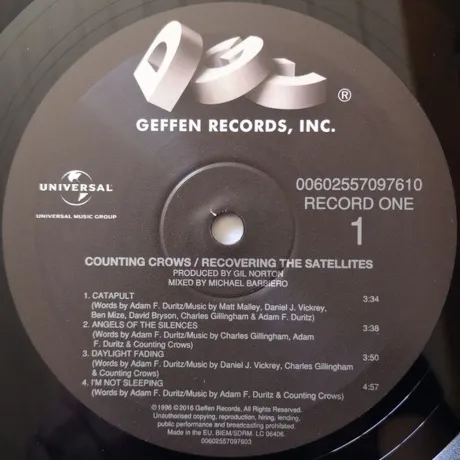 DGC
®
GEFFEN RECORDS, INC.
UNIVERSAL
UNIVERSAL MUSIC GROUP
00602557097610
RECORD ONE
1
COUNTING CROWS / RECOVERING THE SATELLITES
PRODUCED BY GIL NORTON
MIXED BY MICHAEL BARBIERO
1. CATAPULT
(Words by Adam F. Duritz/Music by Matt Malley, Daniel J. Vickrey, 3:34
Ben Mize, David Bryson, Charles Gillingham & Adam F. Duritz)
2. ANGELS OF THE SILENCES
(Words by Adam F. Duritz/Music by Charles Gillingham, Adam 3:38
F. Duritz & Counting Crows)
3. DAYLIGHT FADING
(Words by Adam F. Duritz/Music by Daniel J. Vickrey, Charles Gillingham 3:50
& Counting Crows)
4. I'M NOT SLEEPING
(Words by Adam F. Duritz/Music by Adam F. Duritz & Counting Crows) 4:57
℗ 1996 © 2016 Geffen Records, All Rights Reserved.
Unauthorised copying, reproduction, hiring, lending,
public performance and broadcasting prohibited.
Made in the E.U. BIEM/SDRM. LC 06406.
00602557097603